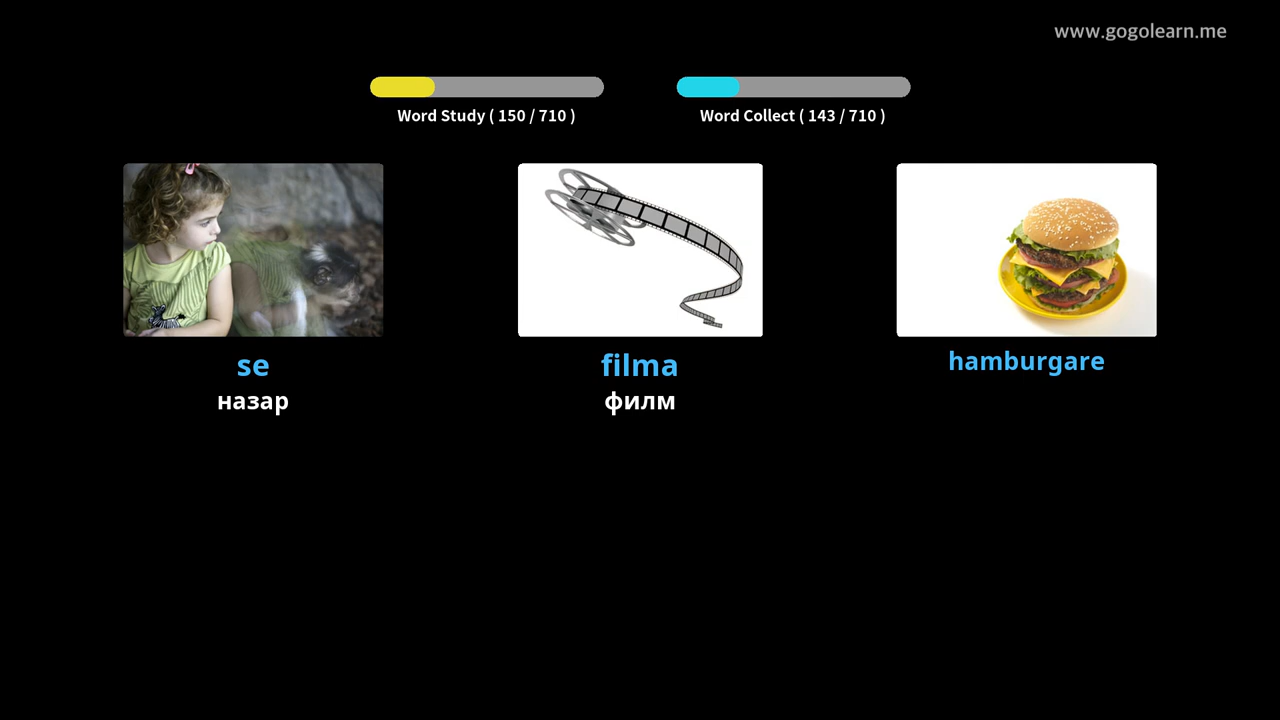 www.gogolearn.me
Word Study ( 150 / 710 )
Word Collect ( 143 / 710 )
se
назар
filma
филм
hamburgare